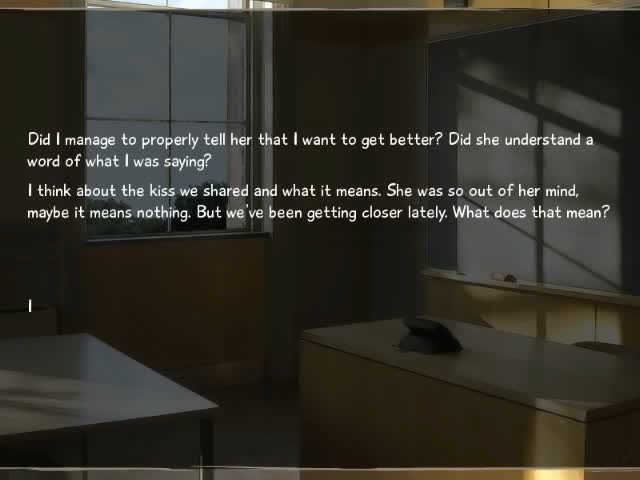 Did I manage to properly tell her that I want to get better? Did she understand a
word of what I was saying?
I think about the kiss we shared and what it means. She was so out of her mind,
maybe it means nothing. But we've been getting closer lately. What does that mean?
I